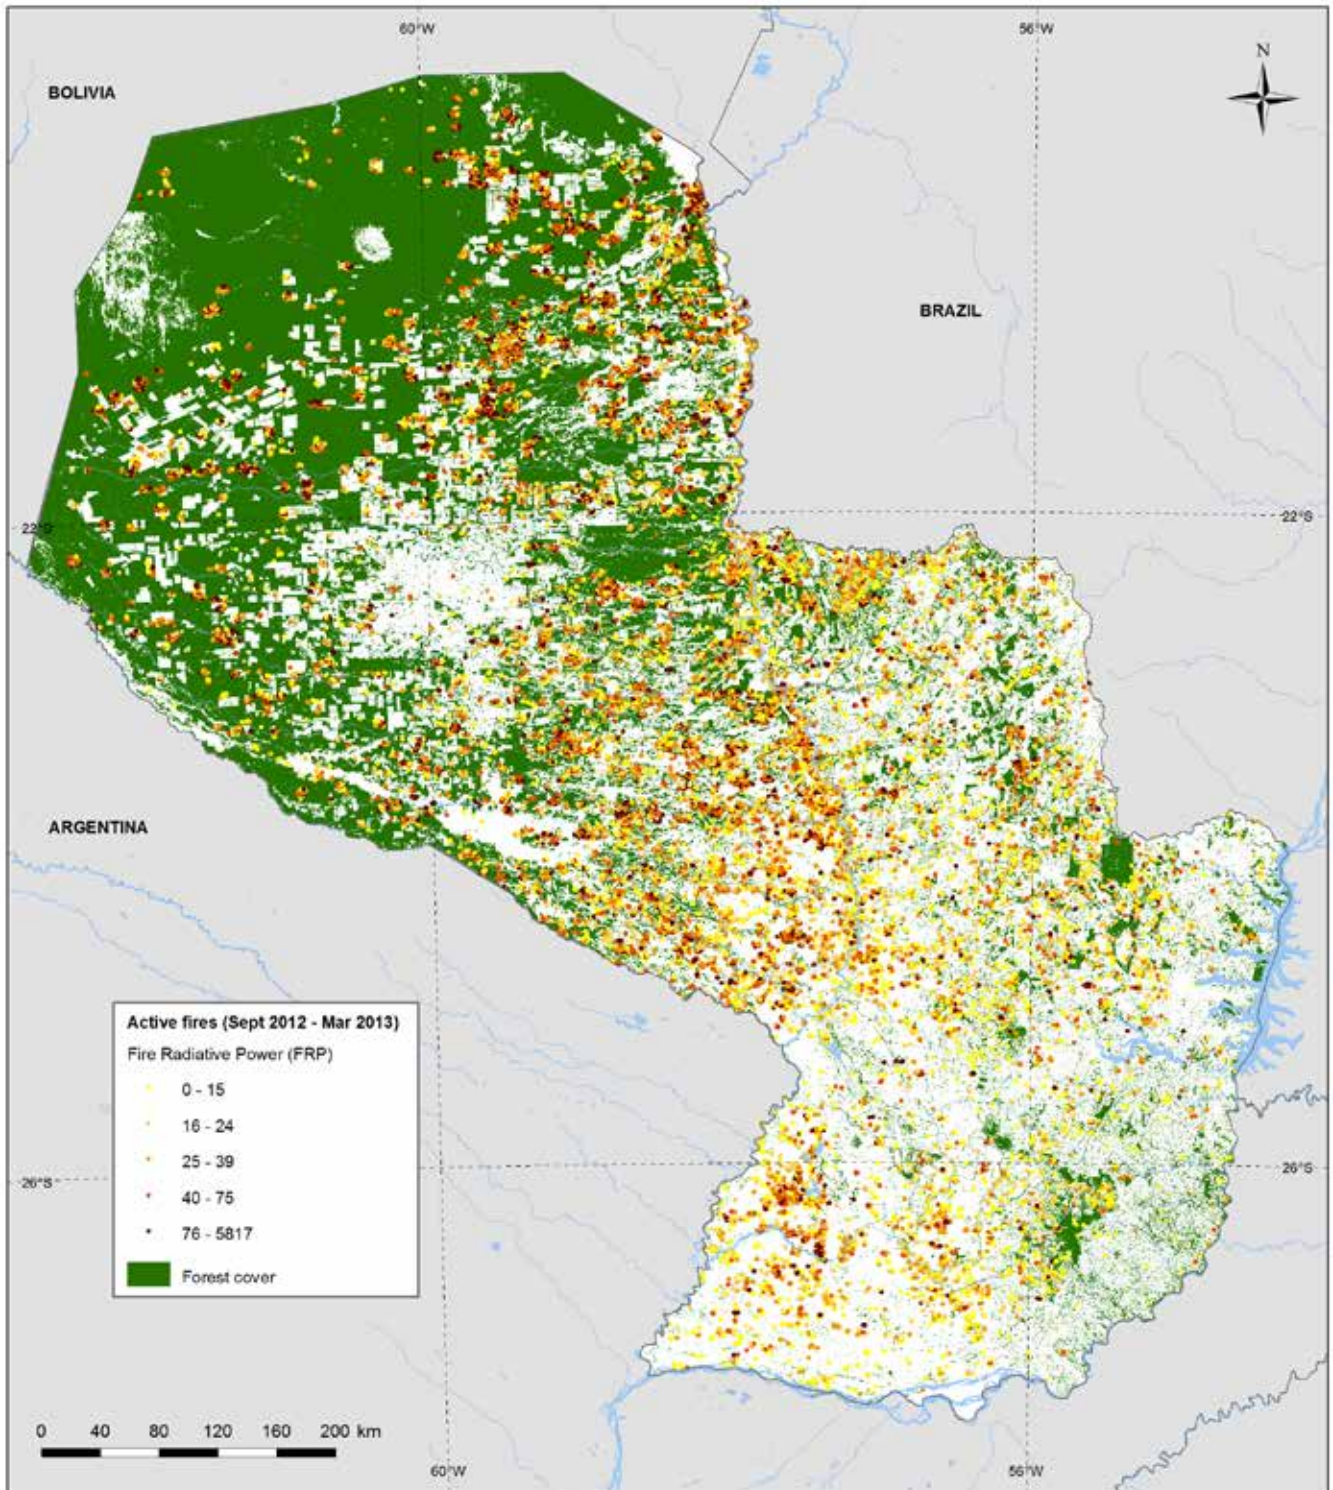 60°W
56°W
N
BOLIVIA
BRAZIL
22°S
22°S
ARGENTINA
Active fires (Sept 2012 - Mar 2013)
Fire Radiative Power (FRP)
0 - 15
16 - 24
25 - 39
40 - 75
76 - 5817
Forest cover
26°S
26°S
0 40 80 120 160 200 km
60°W
56°W